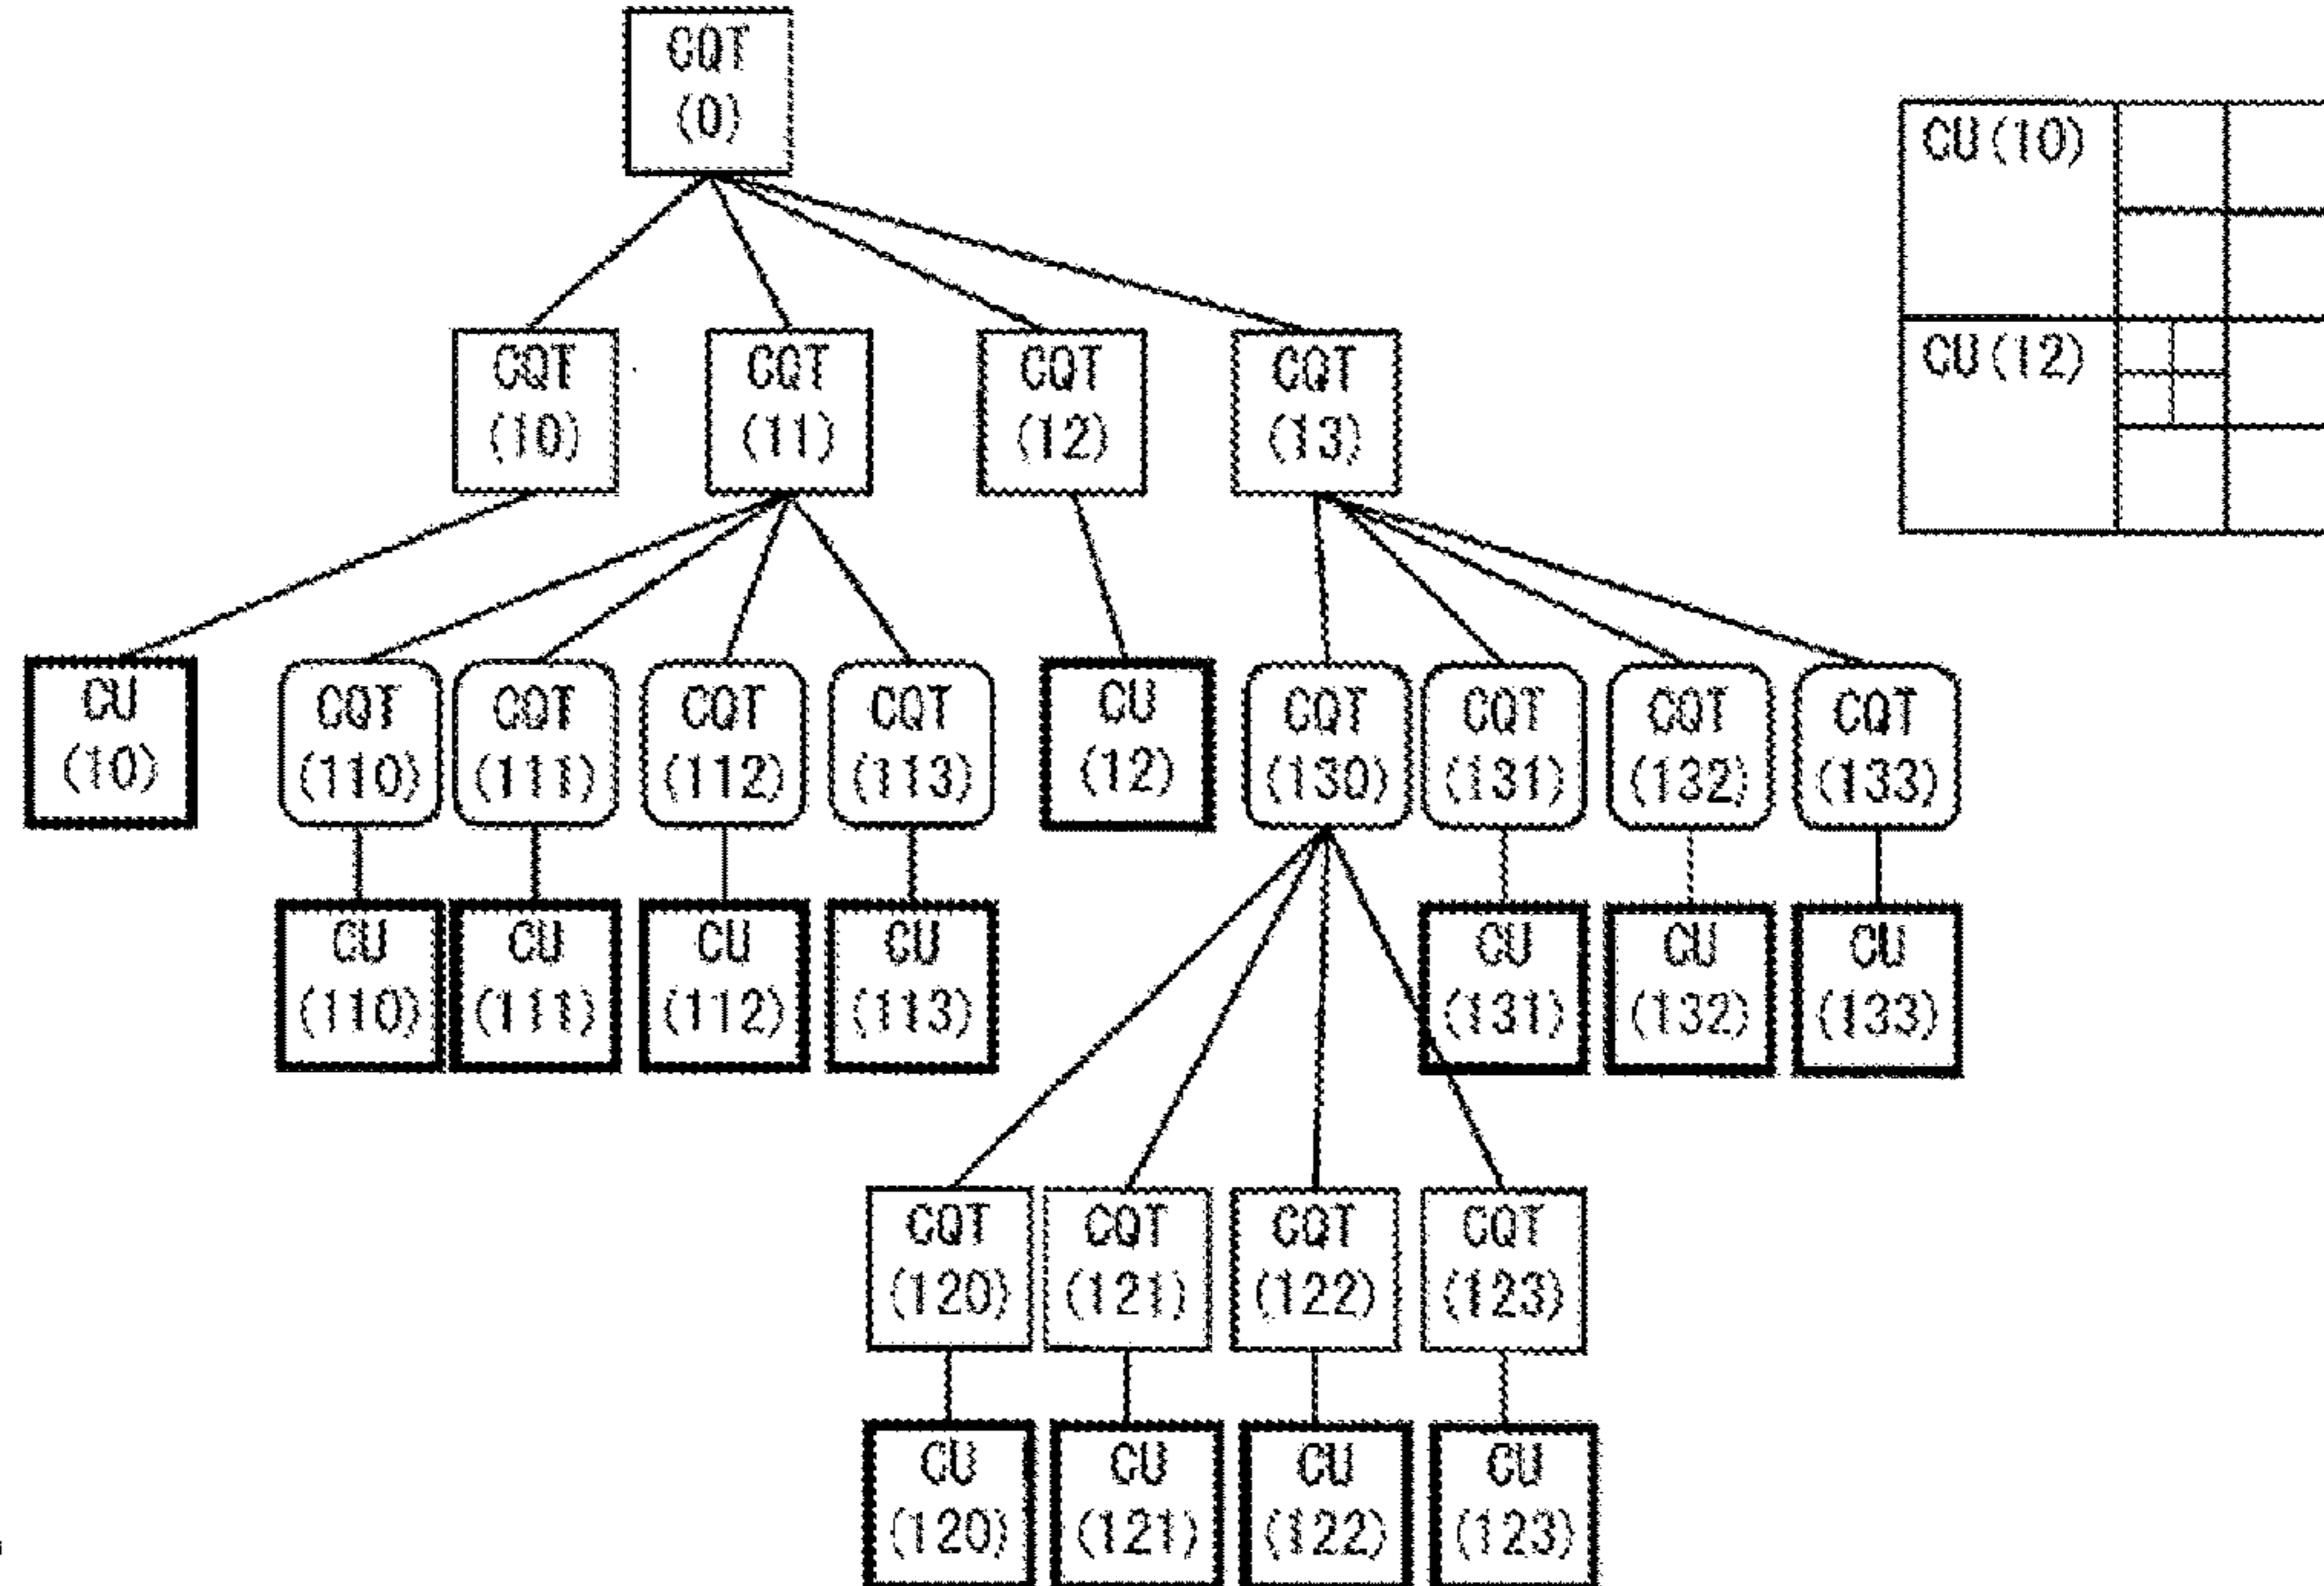 CQT
(0)
CU(10)
CU(12)
CQT
(10)
CQT
(11)
CQT
(12)
CQT
(13)
CU
(10)
CQT
(110)
CQT
(111)
CQT
(112)
CQT
(113)
CU
(12)
CQT
(130)
CQT
(131)
CQT
(132)
CQT
(133)
CU
(110)
CU
(111)
CU
(112)
CU
(113)
CU
(131)
CU
(132)
CU
(133)
CQT
(120)
CQT
(121)
CQT
(122)
CQT
(123)
CU
(120)
CU
(121)
CU
(122)
CU
(123)